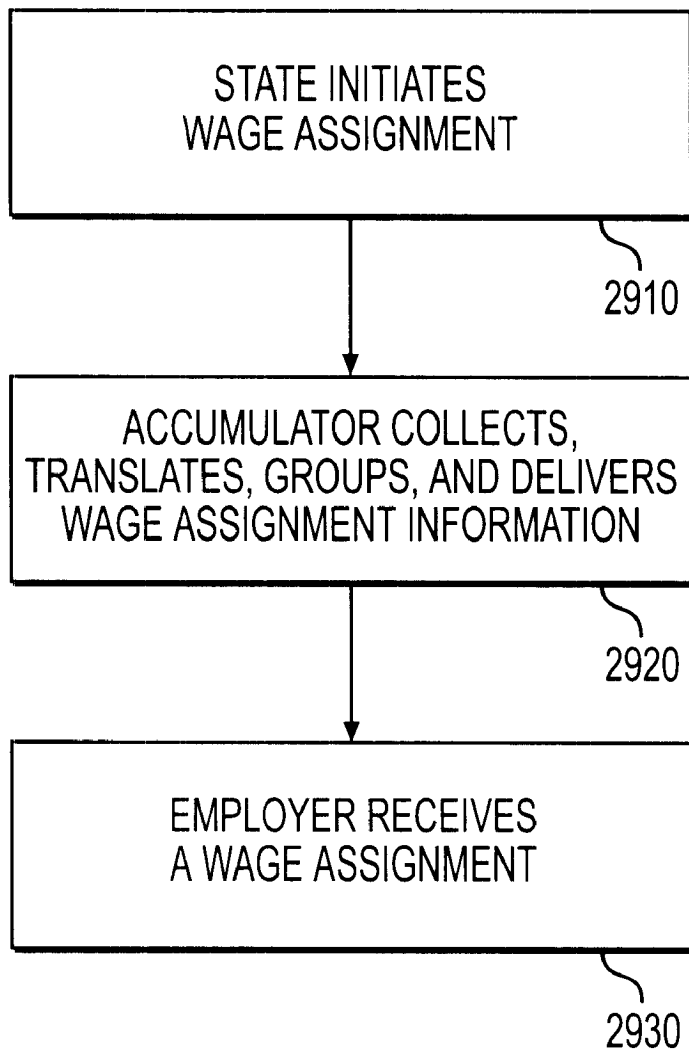 STATE INITIATES
WAGE ASSIGNMENT
2910
ACCUMULATOR COLLECTS,
TRANSLATES, GROUPS, AND DELIVERS
WAGE ASSIGNMENT INFORMATION
2920
EMPLOYER RECEIVES
A WAGE ASSIGNMENT
2930